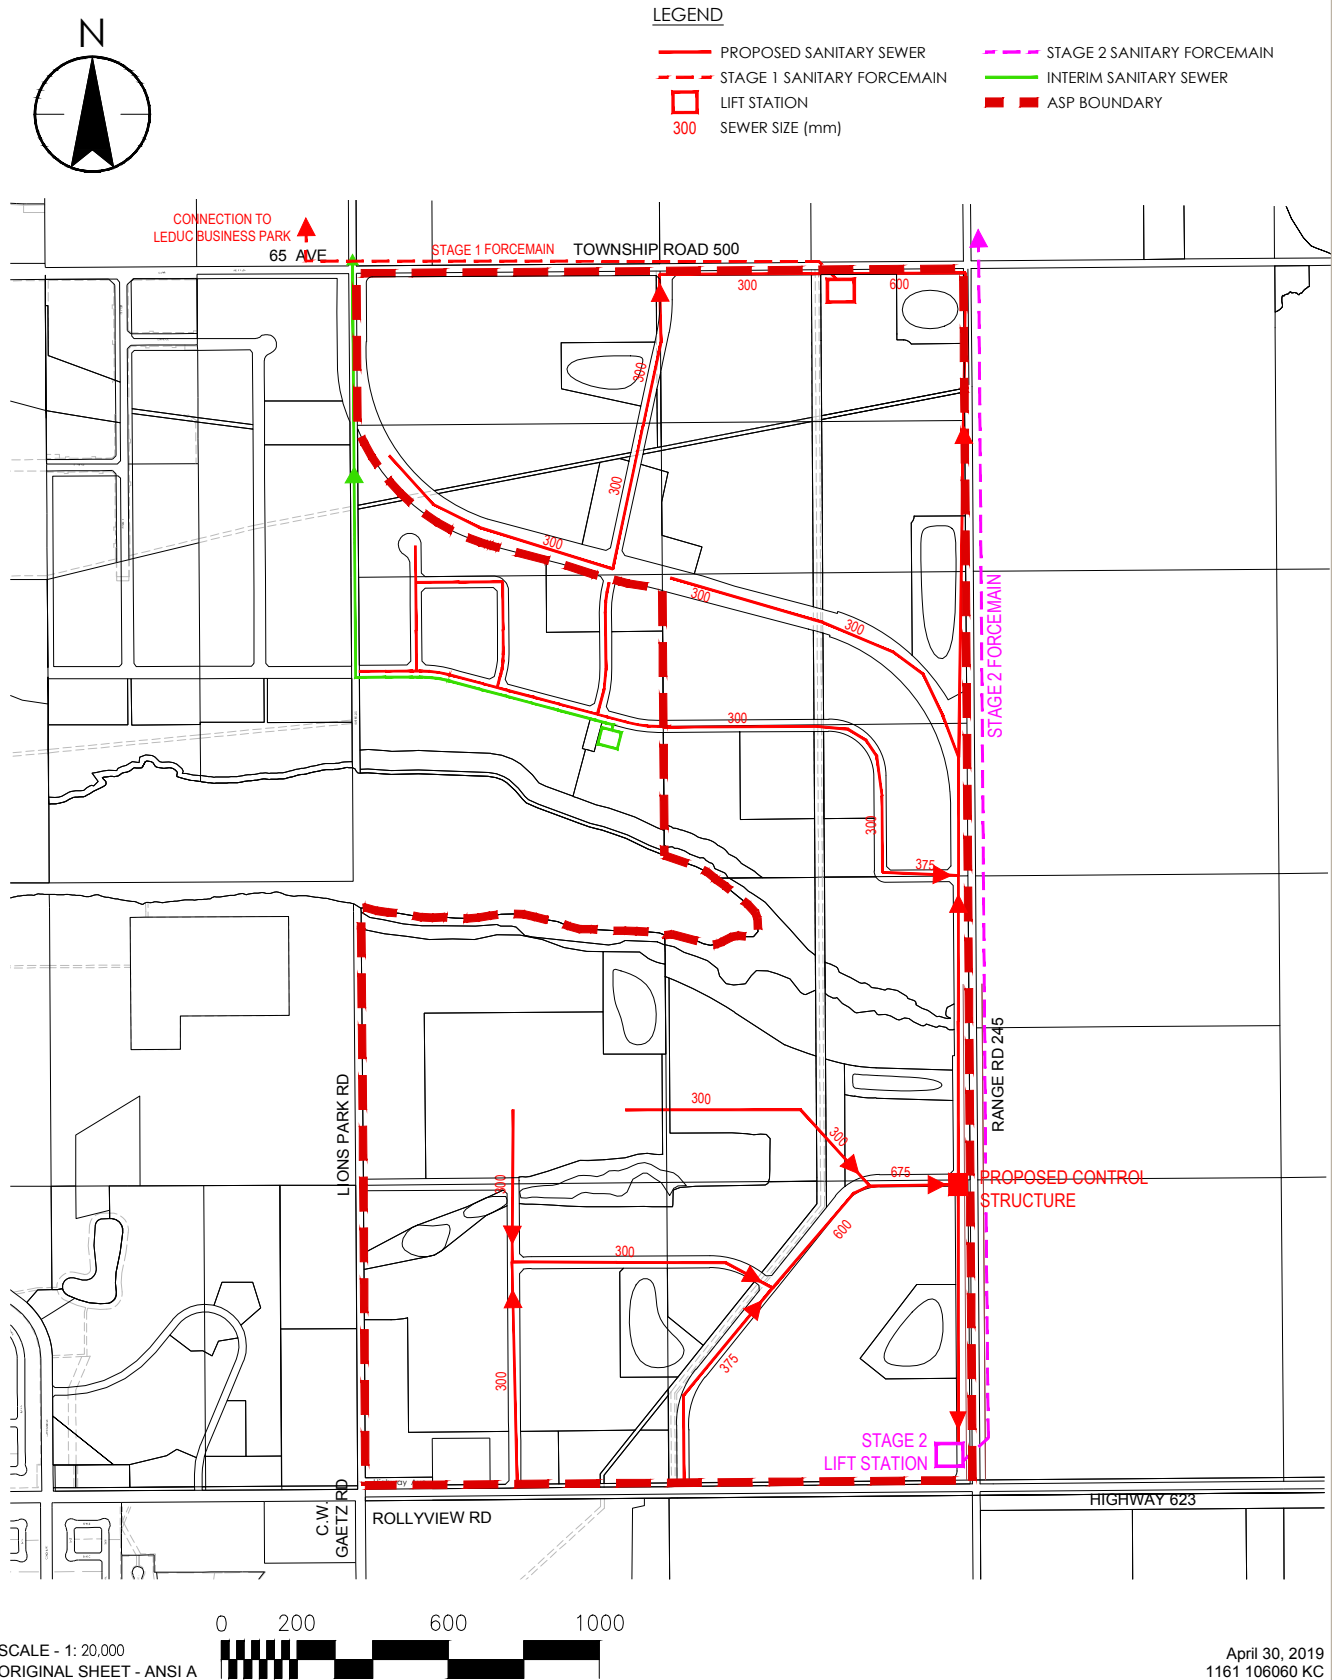 LEGEND
PROPOSED SANITARY SEWER
STAGE 1 SANITARY FORCEMAIN
LIFT STATION
300 SEWER SIZE (mm)
STAGE 2 SANITARY FORCEMAIN
INTERIM SANITARY SEWER
ASP BOUNDARY
N
CONNECTION TO
LEDUC BUSINESS PARK
65 AVE
STAGE 1 FORCEMAIN
TOWNSHIP ROAD 500
300
600
300
300
300
300
300
300
300
375
STAGE 2 FORCEMAIN
RANGE RD 245
LIONS PARK RD
300
300
675
PROPOSED CONTROL
STRUCTURE
300
600
300
375
300
STAGE 2
LIFT STATION
C.W.
GAETZ RD
ROLLYVIEW RD
HIGHWAY 623
0 200 600 1000
SCALE - 1: 20,000
ORIGINAL SHEET - ANSI A
April 30, 2019
1161 106060 KC